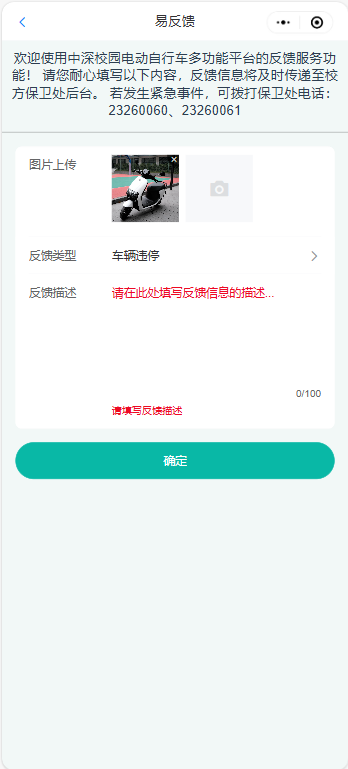 易反馈
欢迎使用中深校园电动自行车多功能平台的反馈服务功
能！ 请您耐心填写以下内容，反馈信息将及时传递至校
方保卫处后台。 若发生紧急事件，可拨打保卫处电话：
23260060、23260061
图片上传
反馈类型
车辆违停
反馈描述
请在此处填写反馈信息的描述...
0/100
请填写反馈描述
确定